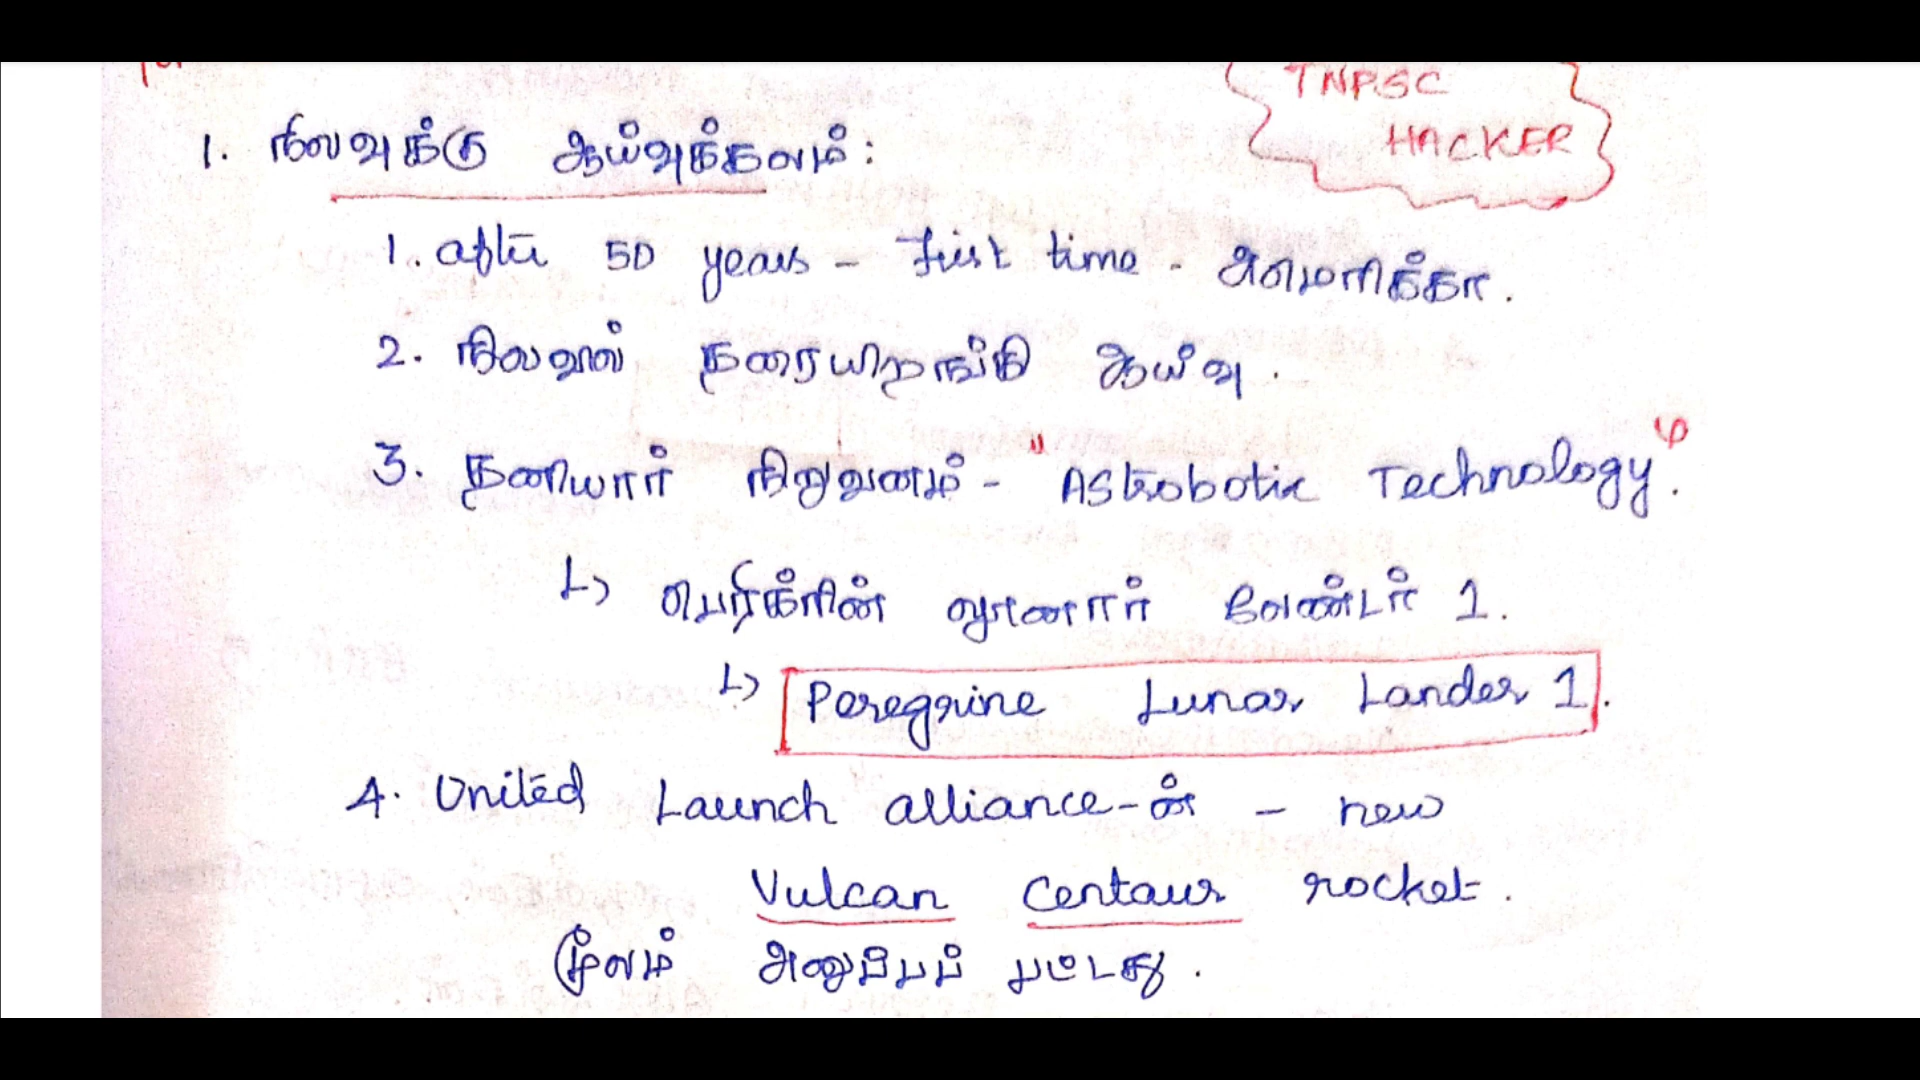 TNPSC
HACKER
1. நிலவுக்கு ஆய்வுக்கலம் :
1. after 50 years - first time - அமெரிக்கா.
2. நிலவில் தரையிறங்கி ஆய்வு.
3. தனியார் நிறுவனம் - "Astrobotic Technology".
↳ பெரிக்ரின் லூனார் லேண்டர் 1.
↳ Peregrine Lunar Lander 1.
4. United Launch alliance-ன் - new
Vulcan Centaur rocket.
மூலம் அனுப்பப் பட்டது.